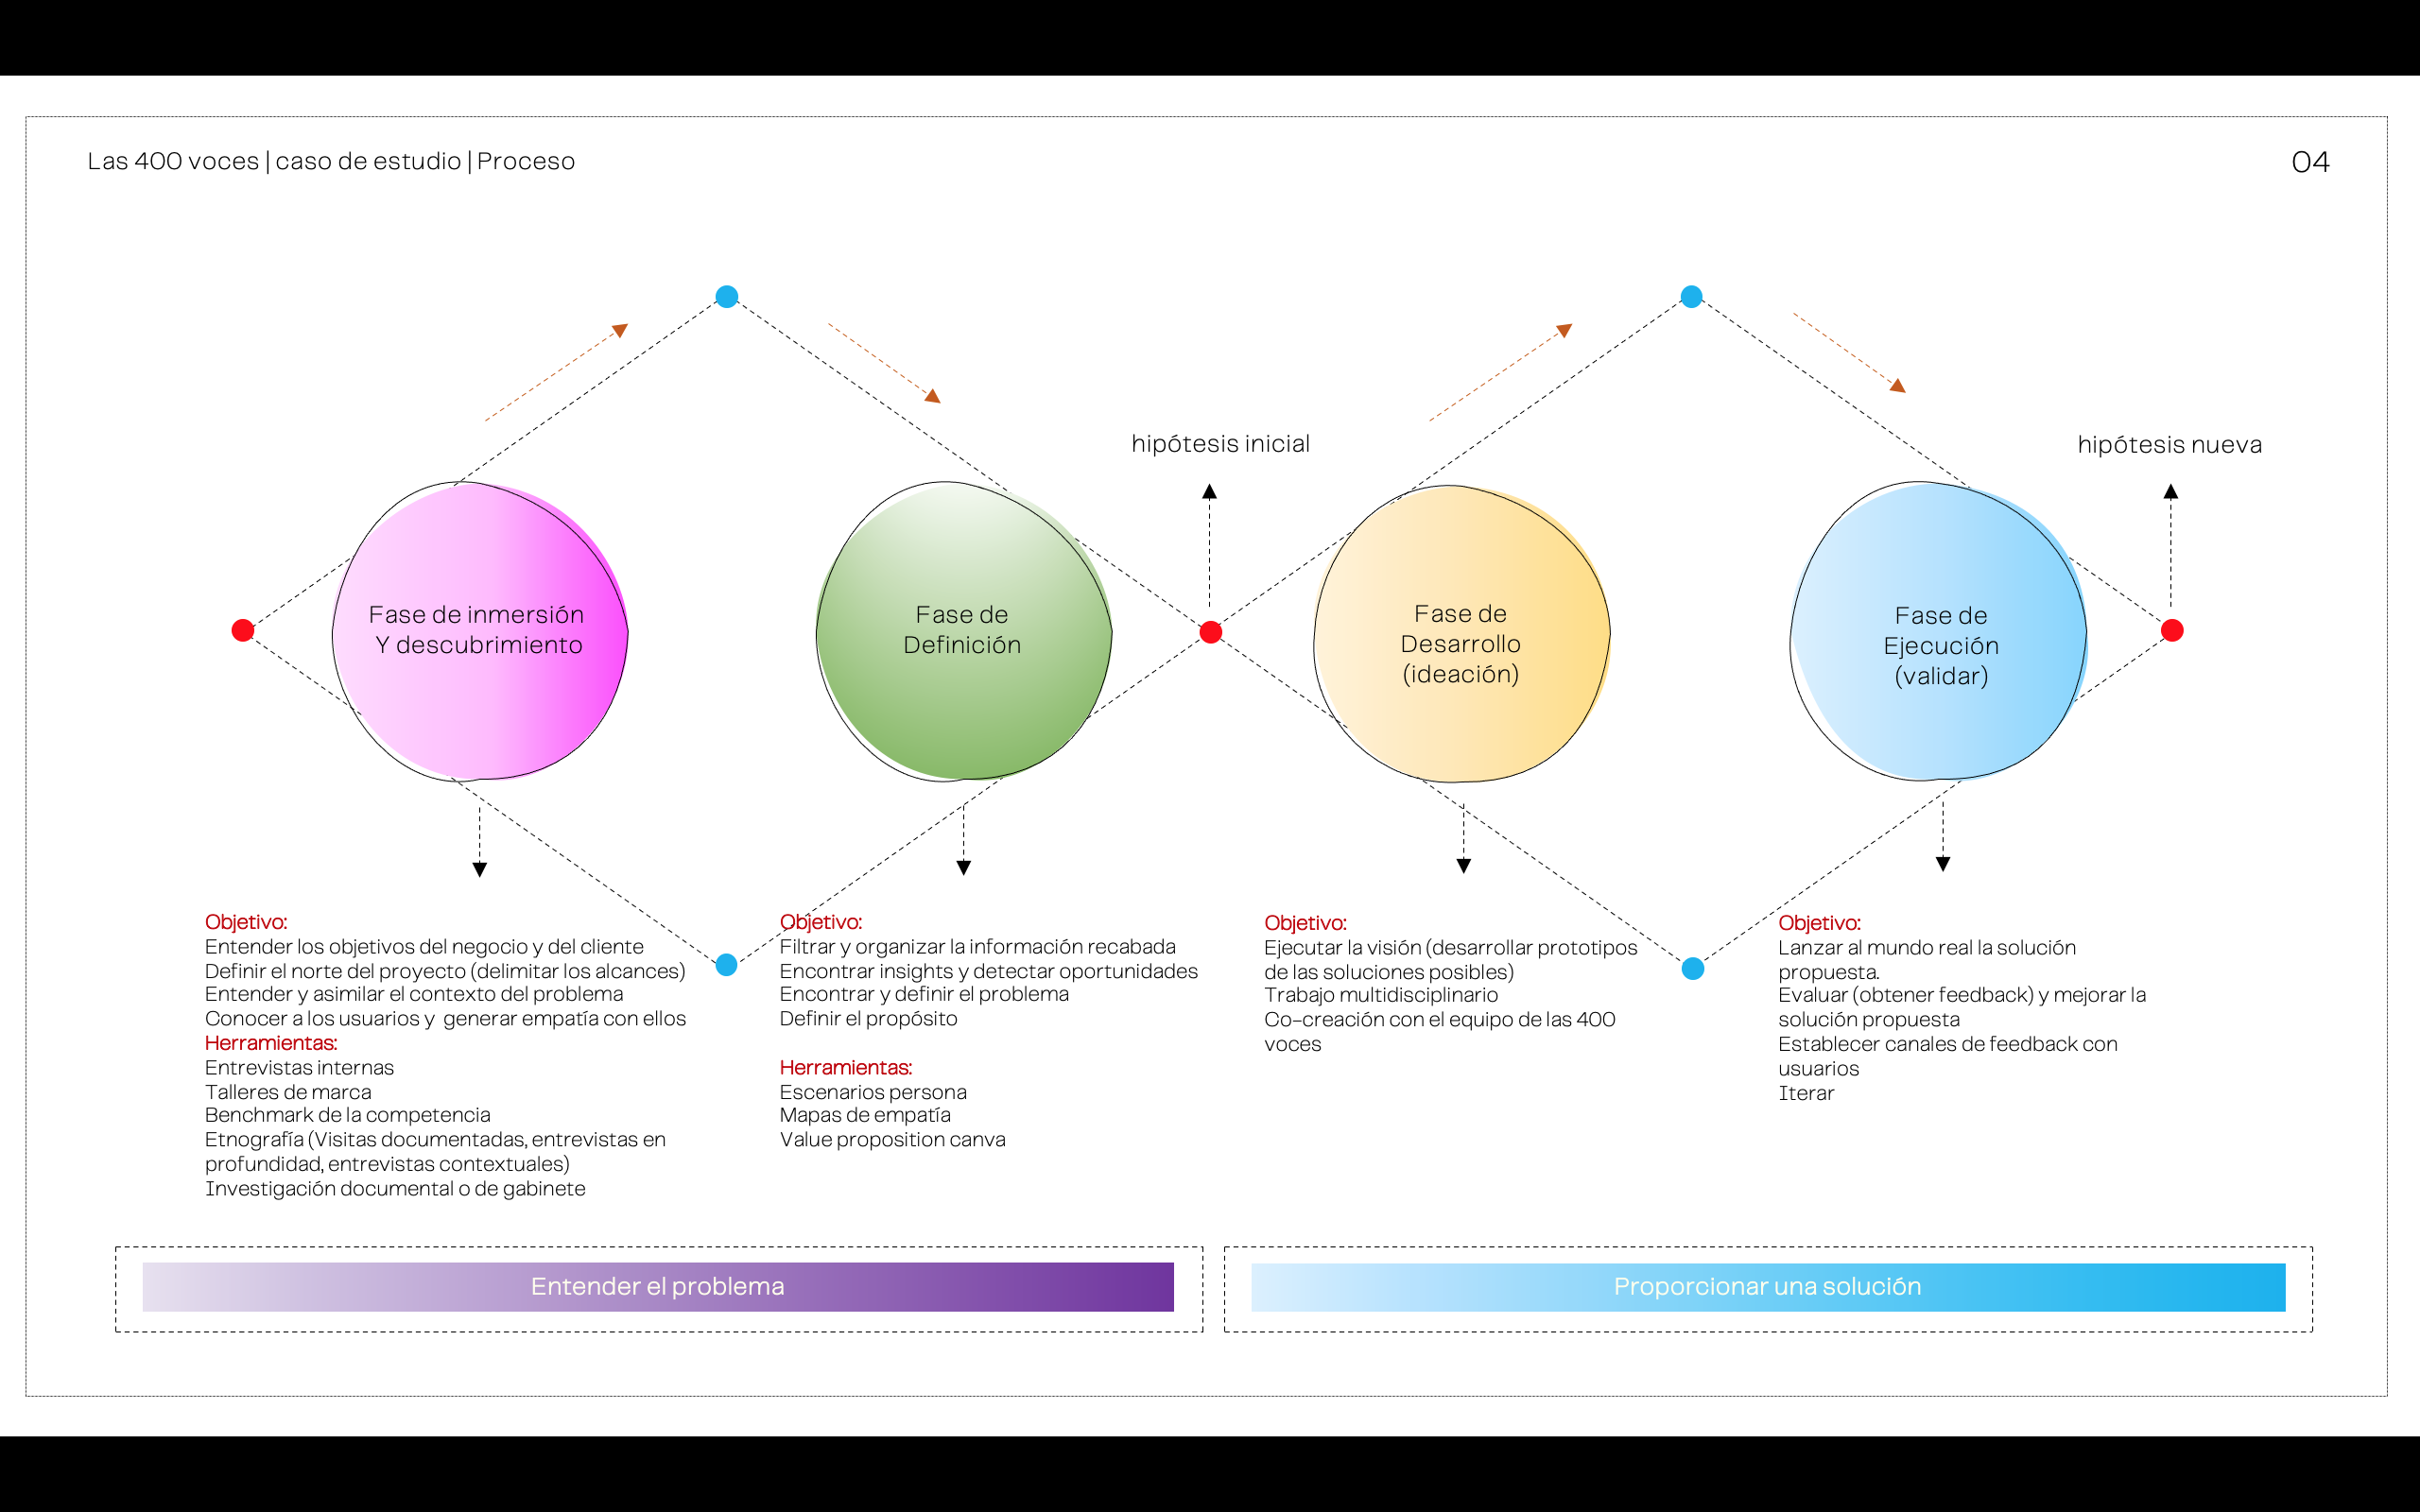 Las 400 voces | caso de estudio | Proceso
04
hipótesis inicial
hipótesis nueva
Fase de inmersión
Y descubrimiento
Fase de
Definición
Fase de
Desarrollo
(ideación)
Fase de
Ejecución
(validar)
Objetivo:
Entender los objetivos del negocio y del cliente
Definir el norte del proyecto (delimitar los alcances)
Entender y asimilar el contexto del problema
Conocer a los usuarios y generar empatía con ellos
Herramientas:
Entrevistas internas
Talleres de marca
Benchmark de la competencia
Etnografía (Visitas documentadas, entrevistas en
profundidad, entrevistas contextuales)
Investigación documental o de gabinete
Objetivo:
Filtrar y organizar la información recabada
Encontrar insights y detectar oportunidades
Encontrar y definir el problema
Definir el propósito
Herramientas:
Escenarios persona
Mapas de empatía
Value proposition canva
Objetivo:
Ejecutar la visión (desarrollar prototipos
de las soluciones posibles)
Trabajo multidisciplinario
Co-creación con el equipo de las 400
voces
Objetivo:
Lanzar al mundo real la solución
propuesta.
Evaluar (obtener feedback) y mejorar la
solución propuesta
Establecer canales de feedback con
usuarios
Iterar
Entender el problema
Proporcionar una solución